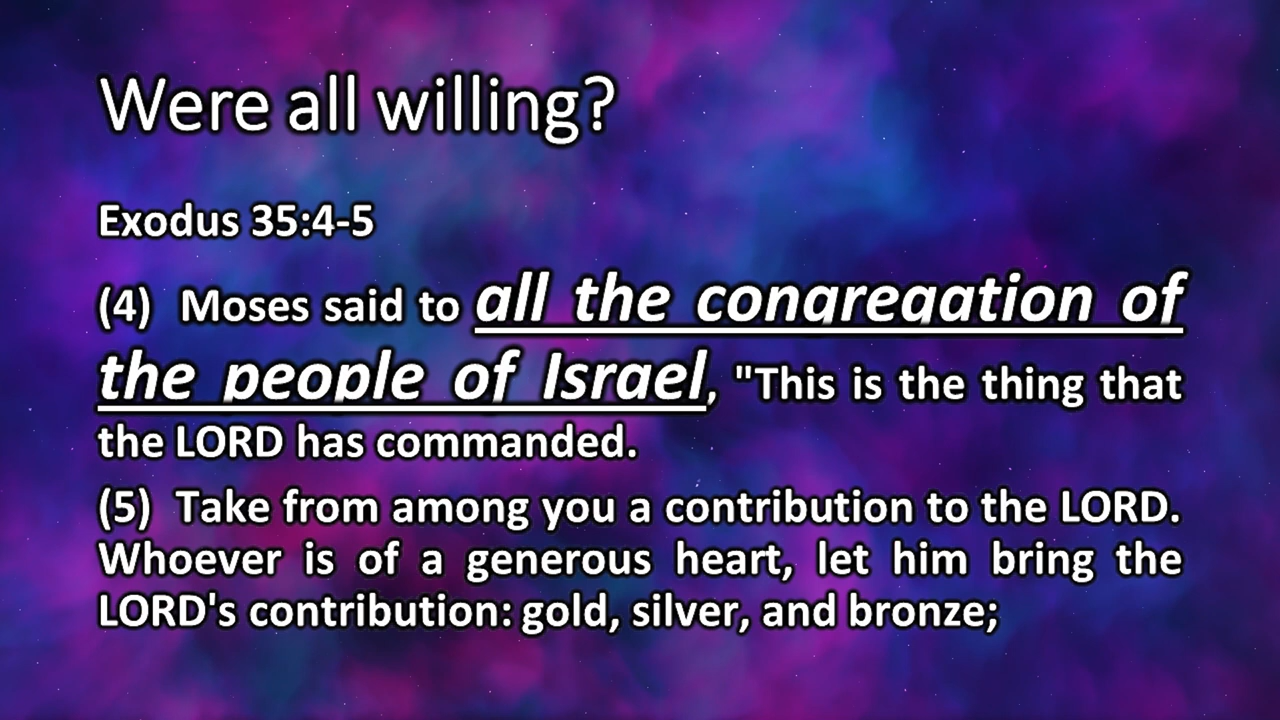 Were all willing?
Exodus 35:4-5
(4)  Moses said to all the congregation of
the people of Israel, "This is the thing that
the LORD has commanded.
(5)  Take from among you a contribution to the LORD.
Whoever is of a generous heart, let him bring the
LORD's contribution: gold, silver, and bronze;